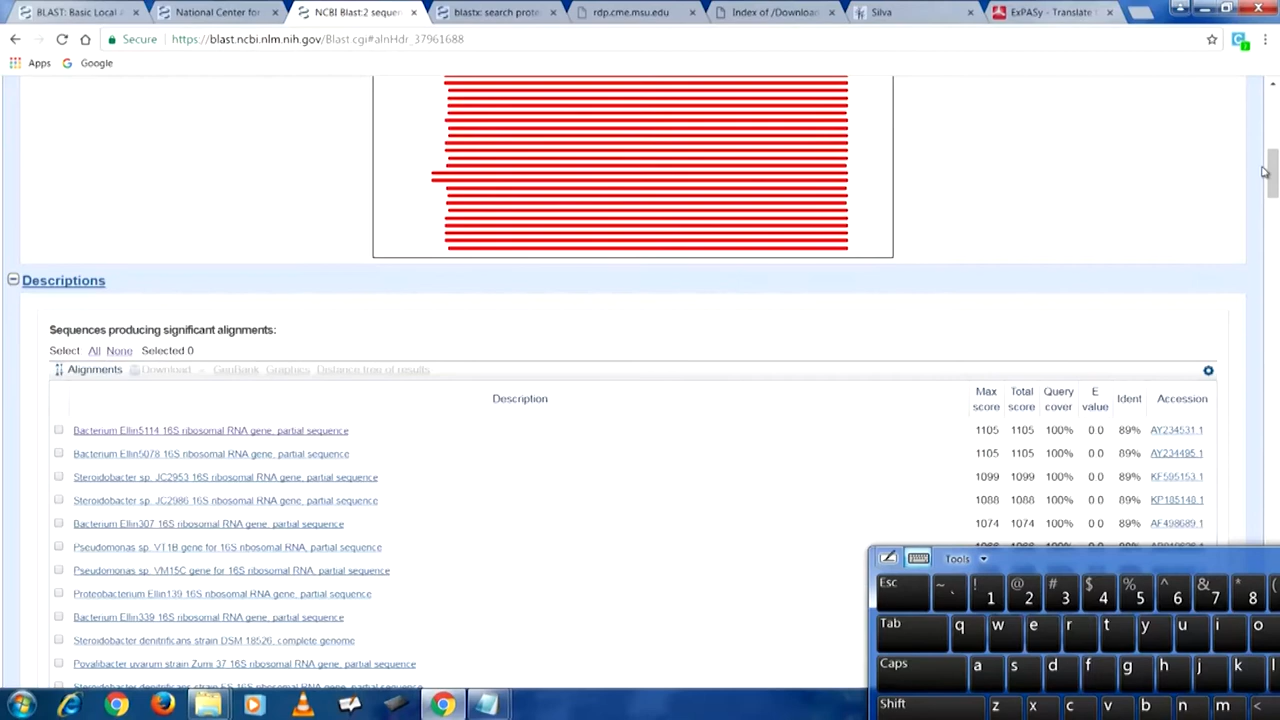 BLAST: Basic Local A
National Center for
NCBI Blast:2 sequen
blastx: search prote
rdp.cme.msu.edu
Index of /Download
Silva
ExPASy - Translate t
Secure https://blast.ncbi.nlm.nih.gov/Blast.cgi#alnHdr_37961688
Apps Google
Descriptions
Sequences producing significant alignments:
Select All None Selected 0
Alignments Download GenBank Graphics Distance tree of results
Description Max score Total score Query cover E value Ident Accession
Bacterium Ellin5114 16S ribosomal RNA gene, partial sequence 1105 1105 100% 0.0 89% AY234531.1
Bacterium Ellin5078 16S ribosomal RNA gene, partial sequence 1105 1105 100% 0.0 89% AY234495.1
Steroidobacter sp. JC2953 16S ribosomal RNA gene, partial sequence 1099 1099 100% 0.0 89% KF595153.1
Steroidobacter sp. JC2986 16S ribosomal RNA gene, partial sequence 1088 1088 100% 0.0 89% KP185148.1
Bacterium Ellin307 16S ribosomal RNA gene, partial sequence 1074 1074 100% 0.0 89% AF498689.1
Pseudomonas sp. VT1B gene for 16S ribosomal RNA, partial sequence
Pseudomonas sp. VM15C gene for 16S ribosomal RNA, partial sequence
Proteobacterium Ellin139 16S ribosomal RNA gene, partial sequence
Bacterium Ellin339 16S ribosomal RNA gene, partial sequence
Steroidobacter denitrificans strain DSM 18526, complete genome
Povalibacter uvarum strain Zumi 37 16S ribosomal RNA gene, partial sequence
Tools
Esc ~ ` ! 1 @ 2 # 3 $ 4 % 5 ^ 6 & 7 * 8 (
Tab q w e r t y u i o
Caps a s d f g h j k l
Shift z x c v b n m <